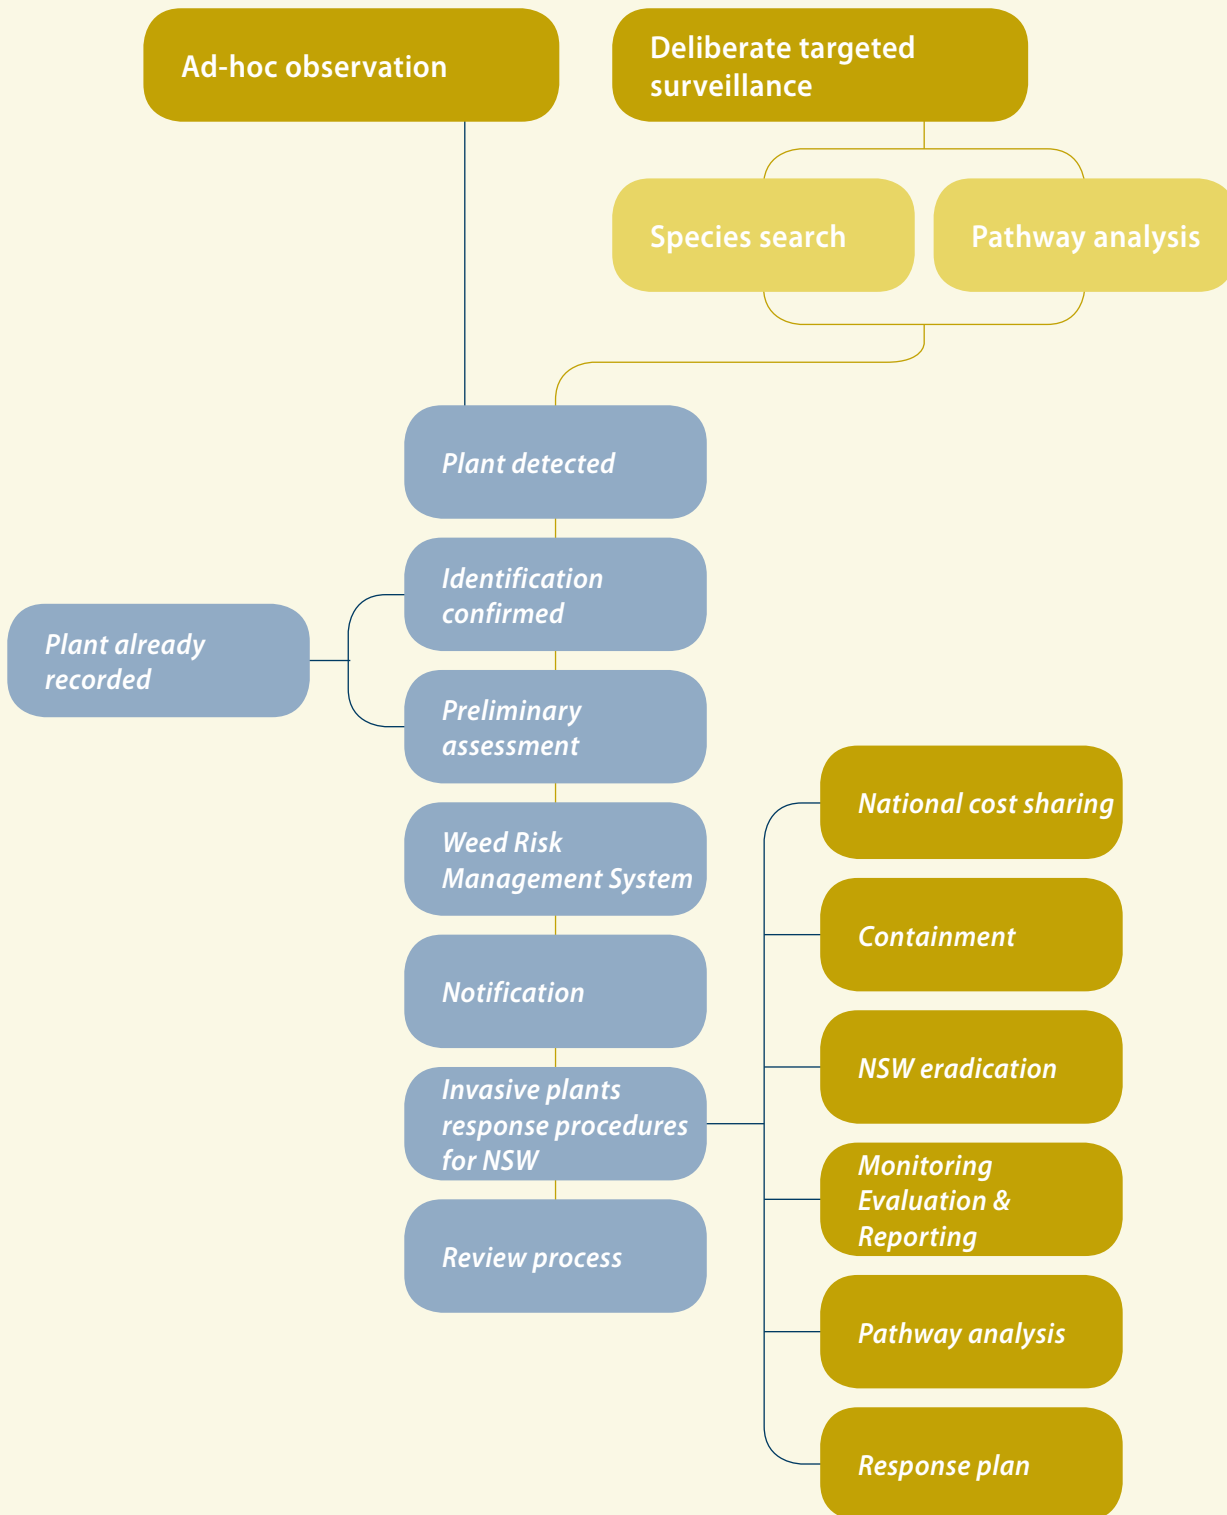 Ad-hoc observation
Deliberate targeted
surveillance
Species search
Pathway analysis
Plant detected
Identification
confirmed
Plant already
recorded
Preliminary
assessment
Weed Risk
Management System
Notification
Invasive plants
response procedures
for NSW
Review process
National cost sharing
Containment
NSW eradication
Monitoring
Evaluation &
Reporting
Pathway analysis
Response plan